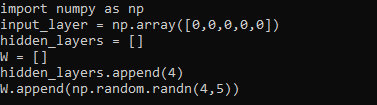 import numpy as np
input_layer = np.array([0,0,0,0,0])
hidden_layers = []
W = []
hidden_layers.append(4)
W.append(np.random.randn(4,5))